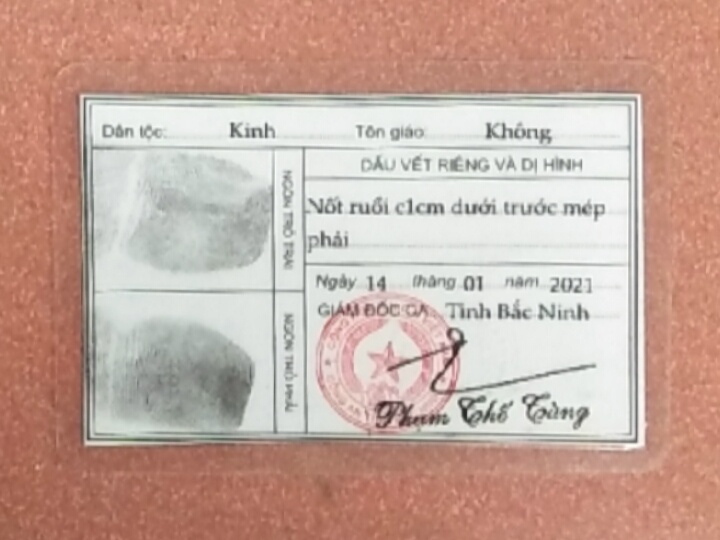 Dân tộc: Kinh Tôn giáo: Không
DẤU VẾT RIÊNG VÀ DỊ HÌNH
NGÓN TRỎ TRÁI
Nốt ruồi c1cm dưới trước mép
phải
Ngày 14 tháng 01 năm 2021
GIÁM ĐỐC CA Tỉnh Bắc Ninh
NGÓN TRỎ PHẢI
Phạm Thế Tùng